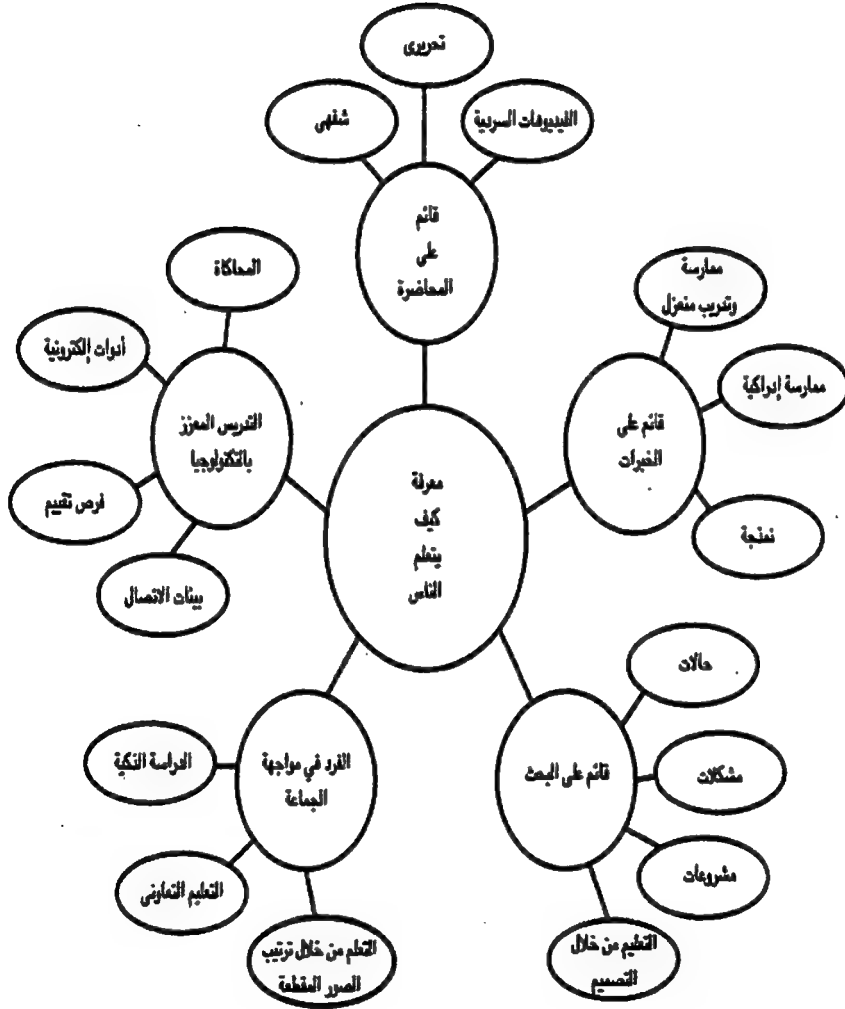 تحريرى
شفهى
الفيديوهات السريعة
قائم
على
المحاضرة
المحاكاة
أدوات إلكترونية
التدريس المعزز
بالتكنولوجيا
فرص تقييم
بيئات الاتصال
ممارسة
وتدريب منعزل
ممارسة إدراكية
قائم على
الخبرات
نمذجة
معرفة
كيف
يتعلم
الناس
حالات
قائم على البحث
مشكلات
مشروعات
التعليم من خلال
التصميم
الفرد في مواجهة
الجماعة
الدراسة الذكية
التعليم التعاونى
التعلم من خلال ترتيب
الصور المقطعة